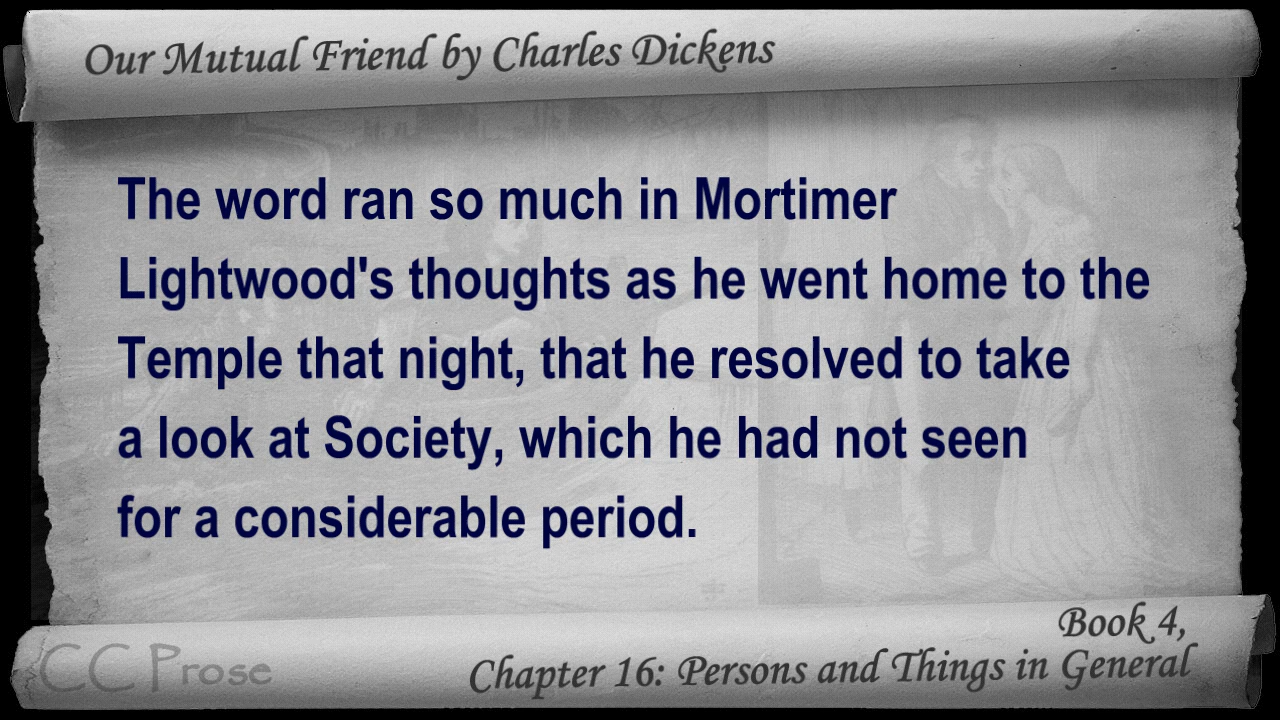 Our Mutual Friend by Charles Dickens
The word ran so much in Mortimer
Lightwood's thoughts as he went home to the
Temple that night, that he resolved to take
a look at Society, which he had not seen
for a considerable period.
Book 4,
Chapter 16: Persons and Things in General
CC Prose